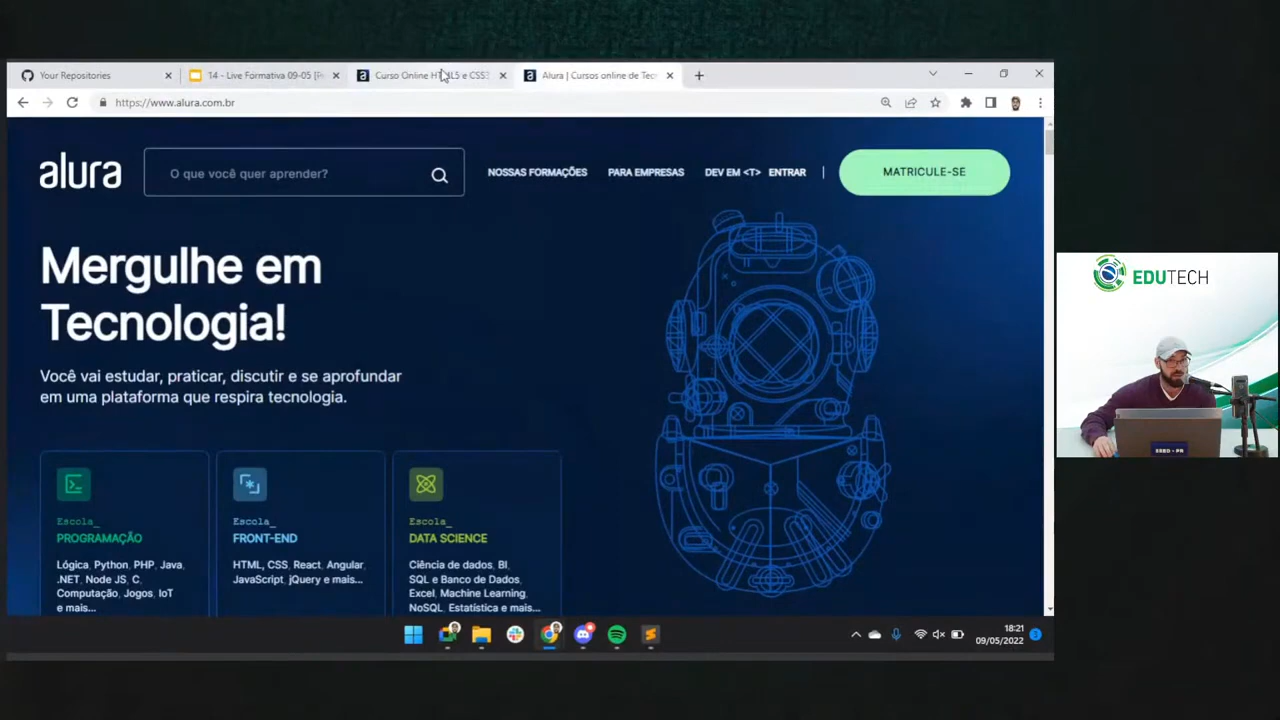 Your Repositories
14 - Live Formativa 09-05
Curso Online HTML5 e CSS3
Alura | Cursos online de Tec
https://www.alura.com.br
alura
O que você quer aprender?
NOSSAS FORMAÇÕES
PARA EMPRESAS
DEV EM <T>
ENTRAR
|
MATRICULE-SE
Mergulhe em
Tecnologia!
Você vai estudar, praticar, discutir e se aprofundar
em uma plataforma que respira tecnologia.
Escola_
PROGRAMAÇÃO
Lógica, Python, PHP, Java,
.NET, Node JS, C,
Computação, Jogos, IoT
e mais...
Escola_
FRONT-END
HTML, CSS, React, Angular,
JavaScript, jQuery e mais...
Escola_
DATA SCIENCE
Ciência de dados, BI,
SQL e Banco de Dados,
Excel, Machine Learning,
NoSQL, Estatística e mais...
18:21
09/05/2022
EDUTECH
SEED - PR